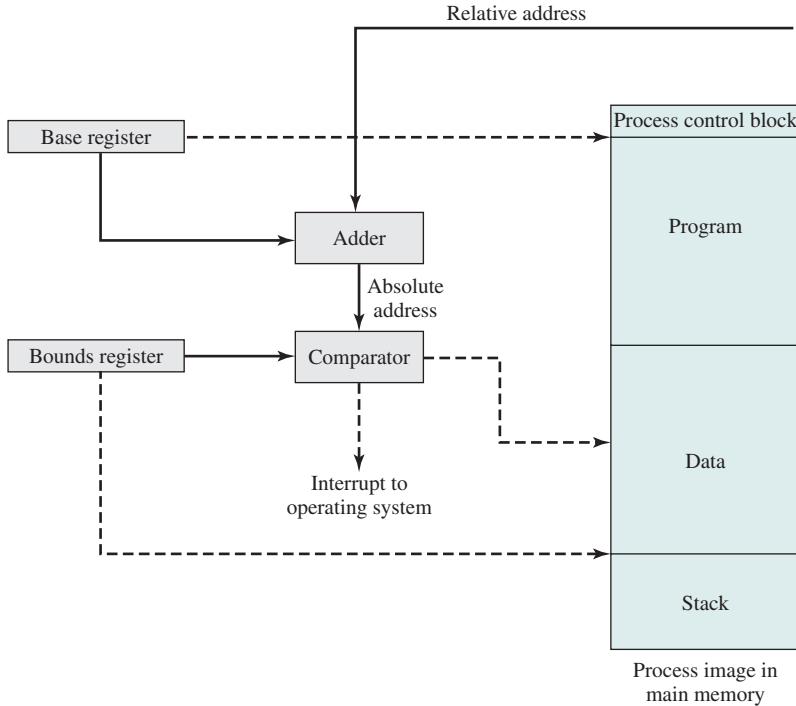 Relative address
Process control block
Base register
Program
Adder
Absolute
address
Bounds register
Comparator
Data
Interrupt to
operating system
Stack
Process image in
main memory